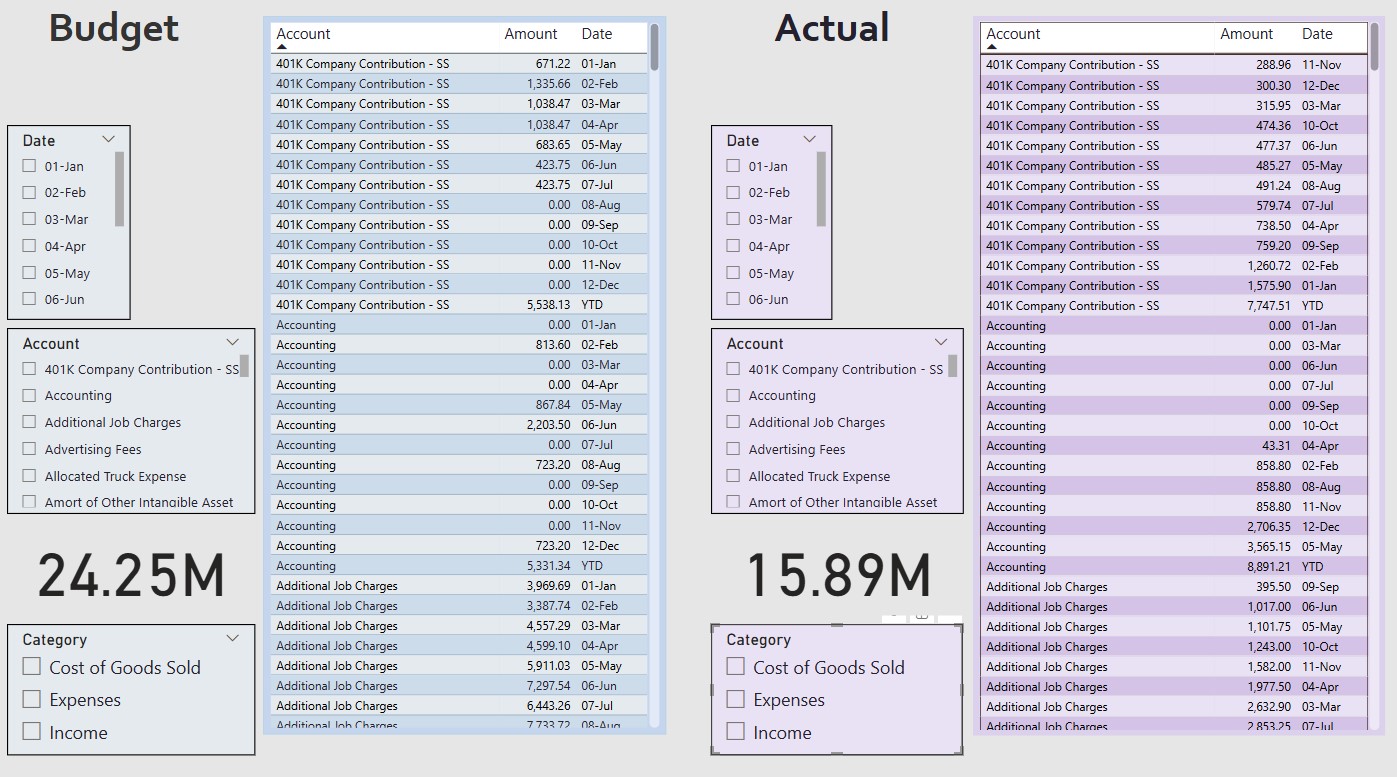 Budget
Date
01-Jan
02-Feb
03-Mar
04-Apr
05-May
06-Jun
Account
401K Company Contribution - SS
Accounting
Additional Job Charges
Advertising Fees
Allocated Truck Expense
Amort of Other Intangible Asset
24.25M
Category
Cost of Goods Sold
Expenses
Income
Account Amount Date
401K Company Contribution - SS 671.22 01-Jan
401K Company Contribution - SS 1,335.66 02-Feb
401K Company Contribution - SS 1,038.47 03-Mar
401K Company Contribution - SS 1,038.47 04-Apr
401K Company Contribution - SS 683.65 05-May
401K Company Contribution - SS 423.75 06-Jun
401K Company Contribution - SS 423.75 07-Jul
401K Company Contribution - SS 0.00 08-Aug
401K Company Contribution - SS 0.00 09-Sep
401K Company Contribution - SS 0.00 10-Oct
401K Company Contribution - SS 0.00 11-Nov
401K Company Contribution - SS 0.00 12-Dec
401K Company Contribution - SS 5,538.13 YTD
Accounting 0.00 01-Jan
Accounting 813.60 02-Feb
Accounting 0.00 03-Mar
Accounting 0.00 04-Apr
Accounting 867.84 05-May
Accounting 2,203.50 06-Jun
Accounting 0.00 07-Jul
Accounting 723.20 08-Aug
Accounting 0.00 09-Sep
Accounting 0.00 10-Oct
Accounting 0.00 11-Nov
Accounting 723.20 12-Dec
Accounting 5,331.34 YTD
Additional Job Charges 3,969.69 01-Jan
Additional Job Charges 3,387.74 02-Feb
Additional Job Charges 4,557.29 03-Mar
Additional Job Charges 4,599.10 04-Apr
Additional Job Charges 5,911.03 05-May
Additional Job Charges 7,297.54 06-Jun
Additional Job Charges 6,443.26 07-Jul
Additional Job Charges 7,733.72 08-Aug
Actual
Date
01-Jan
02-Feb
03-Mar
04-Apr
05-May
06-Jun
Account
401K Company Contribution - SS
Accounting
Additional Job Charges
Advertising Fees
Allocated Truck Expense
Amort of Other Intangible Asset
15.89M
Category
Cost of Goods Sold
Expenses
Income
Account Amount Date
401K Company Contribution - SS 288.96 11-Nov
401K Company Contribution - SS 300.30 12-Dec
401K Company Contribution - SS 315.95 03-Mar
401K Company Contribution - SS 474.36 10-Oct
401K Company Contribution - SS 477.37 06-Jun
401K Company Contribution - SS 485.27 05-May
401K Company Contribution - SS 491.24 08-Aug
401K Company Contribution - SS 579.74 07-Jul
401K Company Contribution - SS 738.50 04-Apr
401K Company Contribution - SS 759.20 09-Sep
401K Company Contribution - SS 1,260.72 02-Feb
401K Company Contribution - SS 1,575.90 01-Jan
401K Company Contribution - SS 7,747.51 YTD
Accounting 0.00 01-Jan
Accounting 0.00 03-Mar
Accounting 0.00 06-Jun
Accounting 0.00 07-Jul
Accounting 0.00 09-Sep
Accounting 0.00 10-Oct
Accounting 43.31 04-Apr
Accounting 858.80 02-Feb
Accounting 858.80 08-Aug
Accounting 858.80 11-Nov
Accounting 2,706.35 12-Dec
Accounting 3,565.15 05-May
Accounting 8,891.21 YTD
Additional Job Charges 395.50 09-Sep
Additional Job Charges 1,017.00 06-Jun
Additional Job Charges 1,101.75 05-May
Additional Job Charges 1,243.00 10-Oct
Additional Job Charges 1,582.00 11-Nov
Additional Job Charges 1,977.50 04-Apr
Additional Job Charges 2,632.90 03-Mar
Additional Job Charges 2,853.25 07-Jul